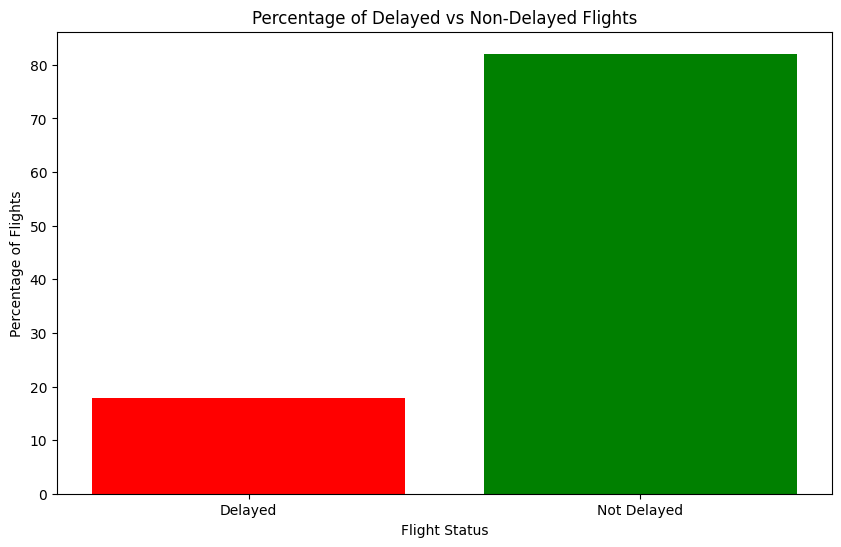 Percentage of Delayed vs Non-Delayed Flights
Percentage of Flights
80
70
60
50
40
30
20
10
0
Delayed
Not Delayed
Flight Status